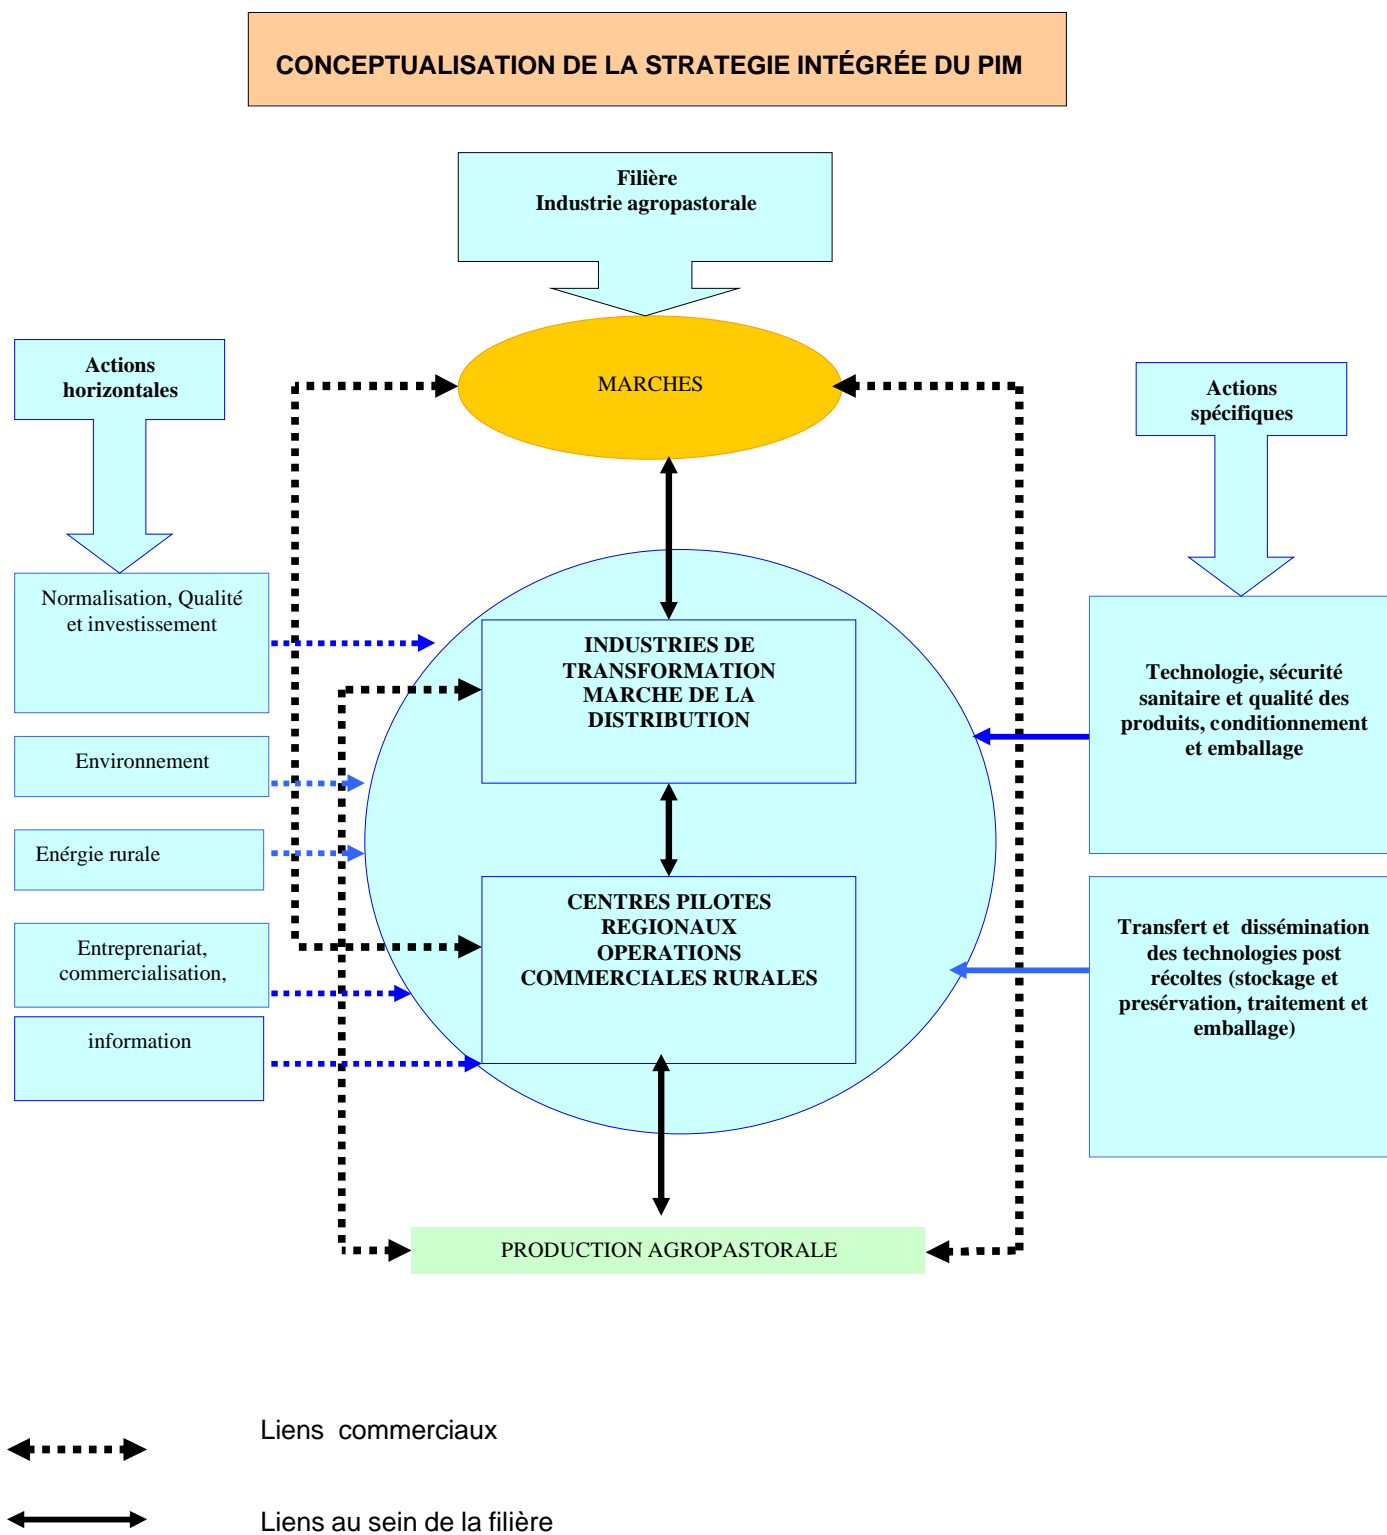 CONCEPTUALISATION DE LA STRATEGIE INTÉGRÉE DU PIM
Filière
Industrie agropastorale
MARCHES
Actions
horizontales
Normalisation, Qualité
et investissement
Environnement
Enérgie rurale
Entreprenariat,
commercialisation,
information
INDUSTRIES DE
TRANSFORMATION
MARCHE DE LA
DISTRIBUTION
CENTRES PILOTES
REGIONAUX
OPERATIONS
COMMERCIALES RURALES
PRODUCTION AGROPASTORALE
Actions
spécifiques
Technologie, sécurité
sanitaire et qualité des
produits, conditionnement
et emballage
Transfert et dissémination
des technologies post
récoltes (stockage et
presérvation, traitement et
emballage)
Liens commerciaux
Liens au sein de la filière